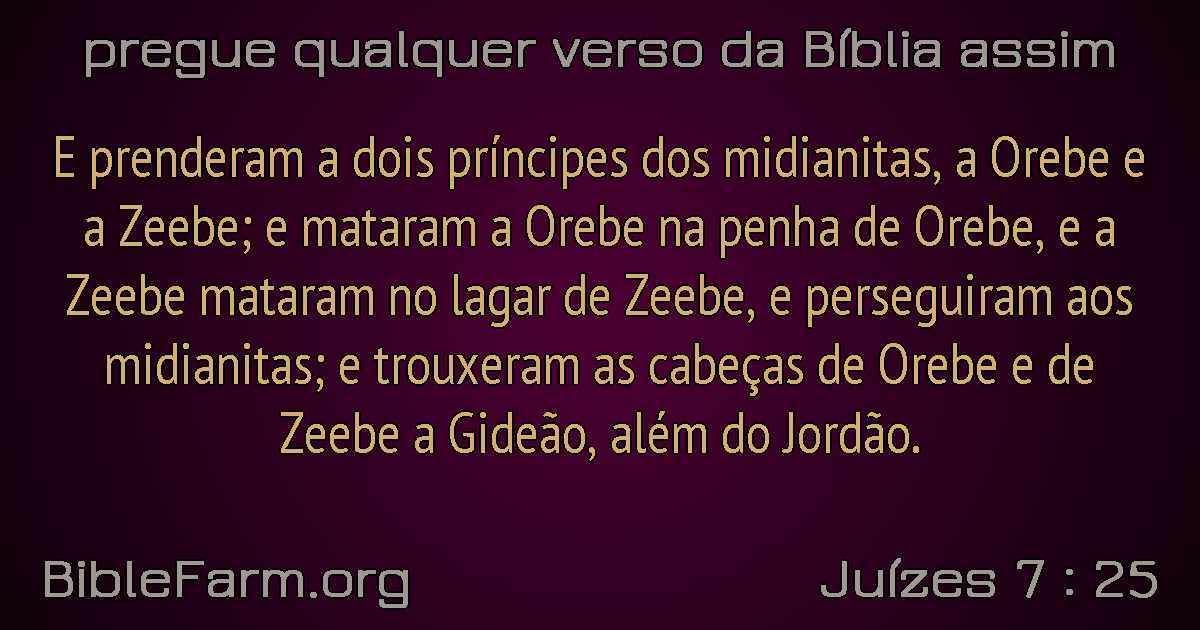 pregue qualquer verso da Bíblia assim
E prenderam a dois príncipes dos midianitas, a Orebe e
a Zeebe; e mataram a Orebe na penha de Orebe, e a
Zeebe mataram no lagar de Zeebe, e perseguiram aos
midianitas; e trouxeram as cabeças de Orebe e de
Zeebe a Gideão, além do Jordão.
BibleFarm.org
Juízes 7 : 25